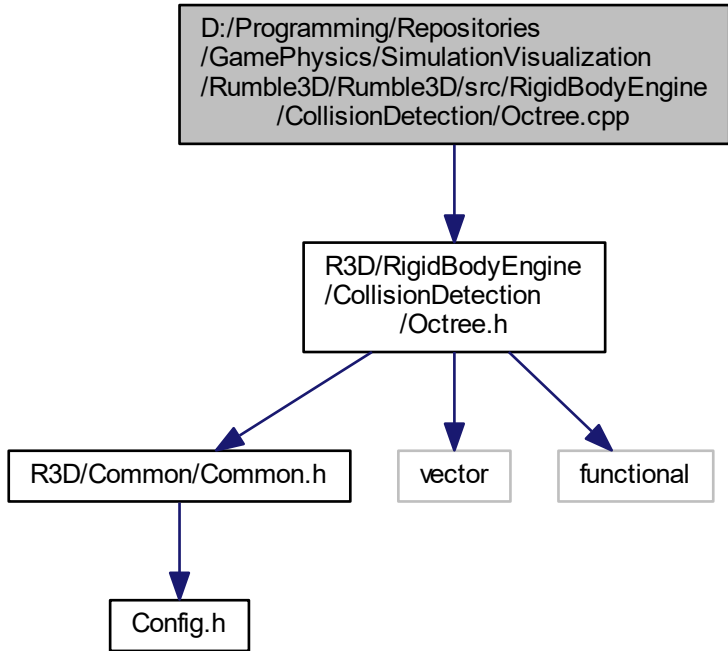 D:/Programming/Repositories
/GamePhysics/SimulationVisualization
/Rumble3D/Rumble3D/src/RigidBodyEngine
/CollisionDetection/Octree.cpp
R3D/RigidBodyEngine
/CollisionDetection
/Octree.h
R3D/Common/Common.h
vector
functional
Config.h